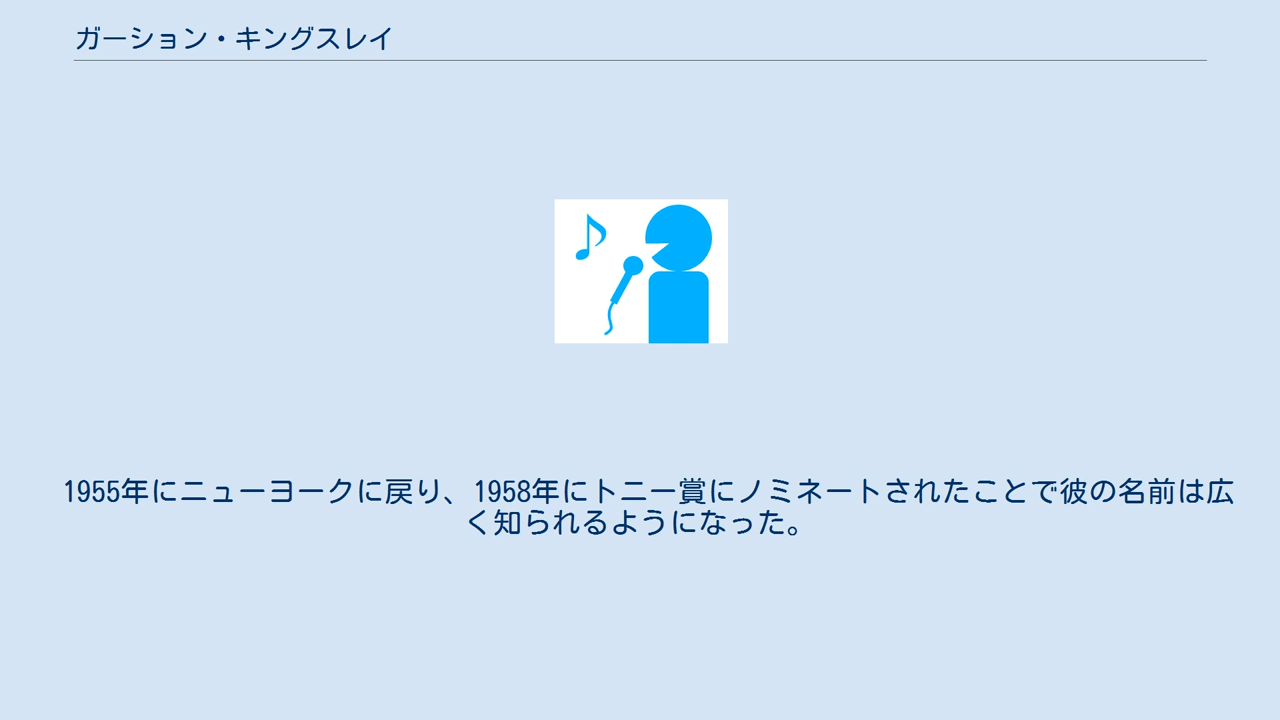 ガーション・キングスレイ
1955年にニューヨークに戻り、1958年にトニー賞にノミネートされたことで彼の名前は広
く知られるようになった。